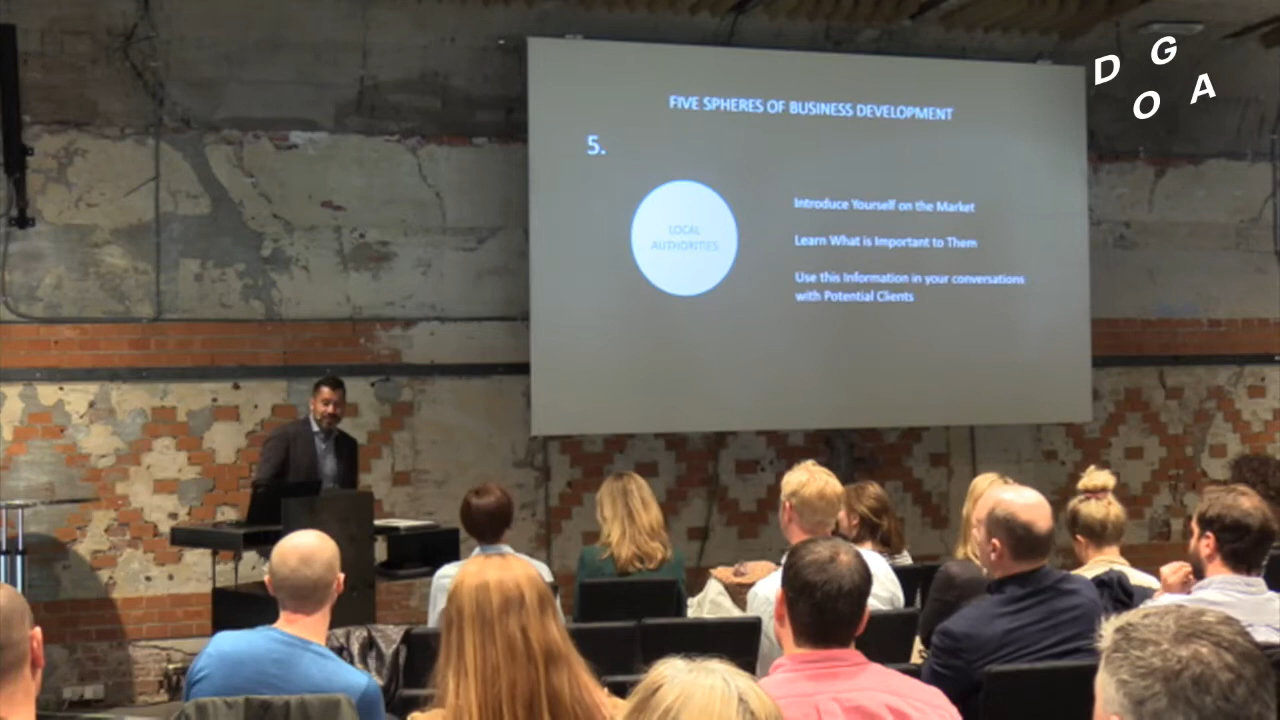 D G
O A
FIVE SPHERES OF BUSINESS DEVELOPMENT
5.
LOCAL
AUTHORITIES
Introduce Yourself on the Market
Learn What is Important to Them
Use this Information in your conversations
with Potential Clients